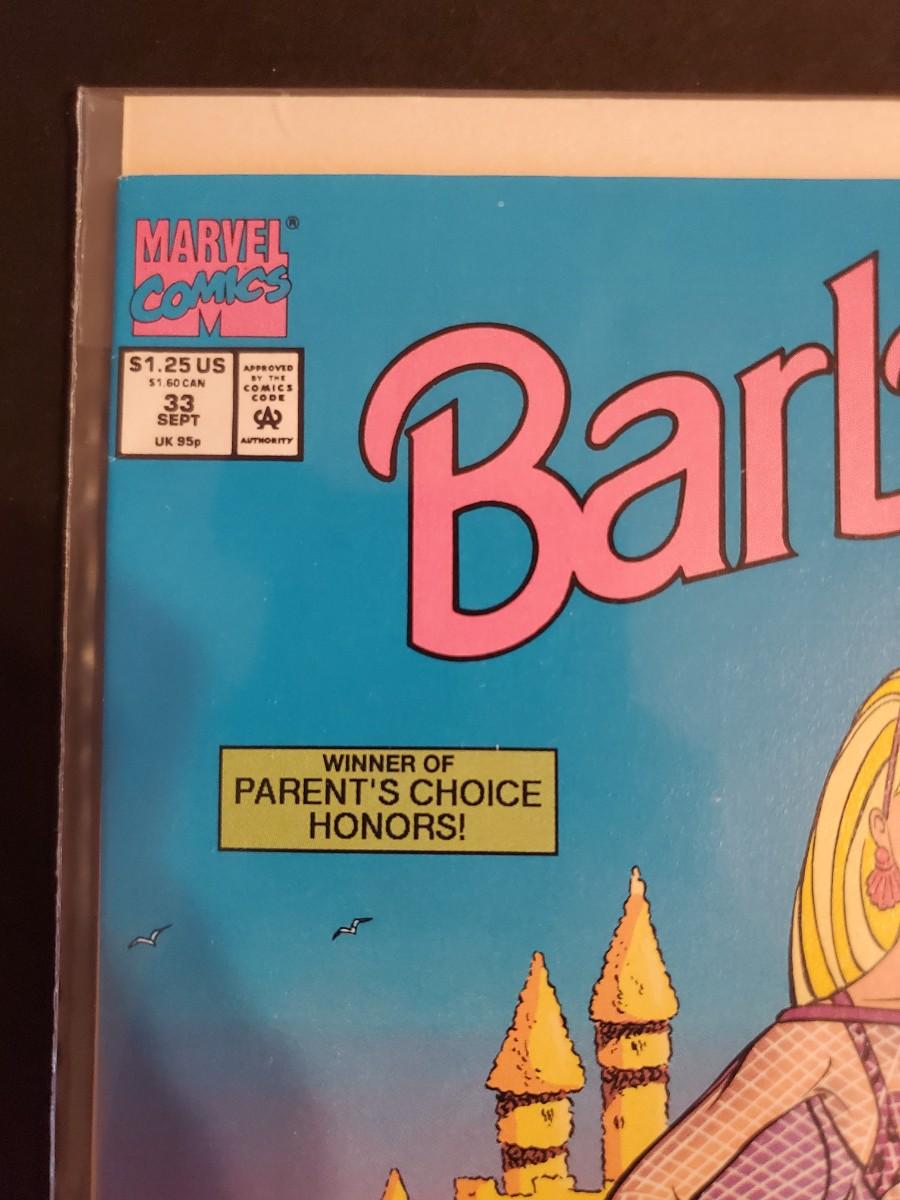 MARVEL®
COMICS
$1.25 US
$1.60 CAN
33
SEPT
UK 95p
APPROVED
BY THE
COMICS
CODE
CA
AUTHORITY
Barb
WINNER OF
PARENT'S CHOICE
HONORS!